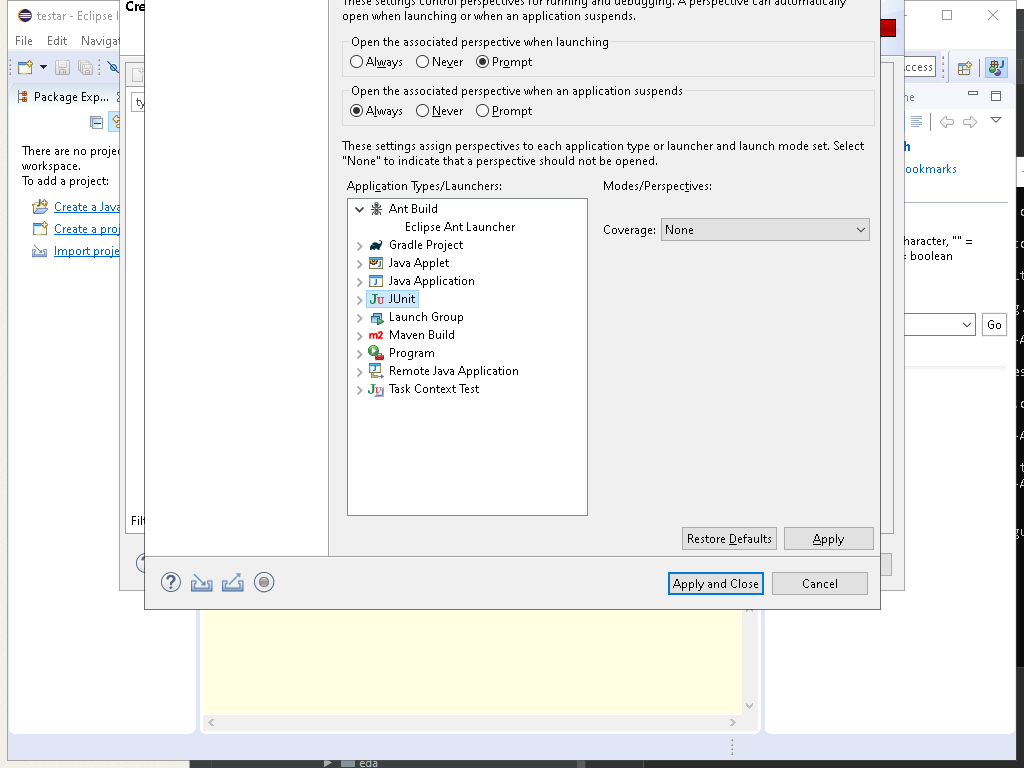 testar - Eclipse
File Edit Navigat
Cre
These settings control perspectives for running and debugging. A perspective can automatically
open when launching or when an application suspends.
Open the associated perspective when launching
Always Never Prompt
Open the associated perspective when an application suspends
Always Never Prompt
These settings assign perspectives to each application type or launcher and launch mode set. Select
"None" to indicate that a perspective should not be opened.
Application Types/Launchers:
Modes/Perspectives:
Ant Build
Eclipse Ant Launcher
Gradle Project
Java Applet
Java Application
JUnit
Launch Group
Maven Build
Program
Remote Java Application
Task Context Test
Coverage: None
Restore Defaults Apply
Apply and Close Cancel
Package Exp...
ty
There are no proje
workspace.
To add a project:
Create a Java
Create a proj
Import proje
Filt
ccess
ne
h
ookmarks
haracter, "" =
= boolean
Go
eda